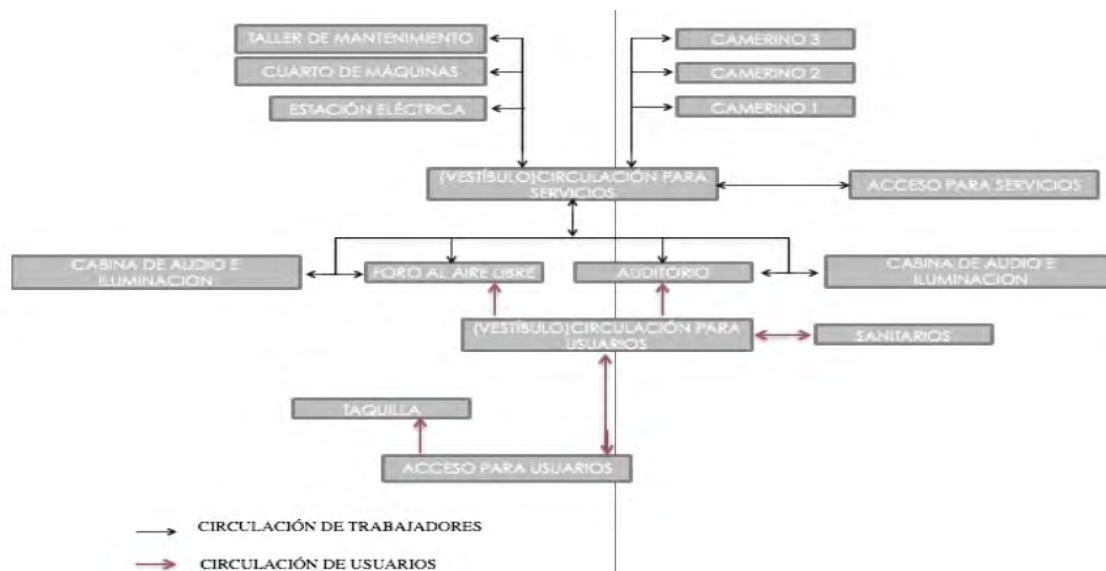 TALLER DE MANTENIMIENTO
CAMERINO 3
CUARTO DE MÁQUINAS
CAMERINO 2
ESTACIÓN ELÉCTRICA
CAMERINO 1
(VESTÍBULO)CIRCULACIÓN PARA
SERVICIOS
ACCESO PARA SERVICIOS
CABINA DE AUDIO E
ILUMINACION
FORO AL AIRE LIBRE
AUDITORIO
CABINA DE AUDIO E
ILUMINACION
(VESTÍBULO)CIRCULACIÓN PARA
USUARIOS
SANITARIOS
TAQUILLA
ACCESO PARA USUARIOS
CIRCULACIÓN DE TRABAJADORES
CIRCULACIÓN DE USUARIOS